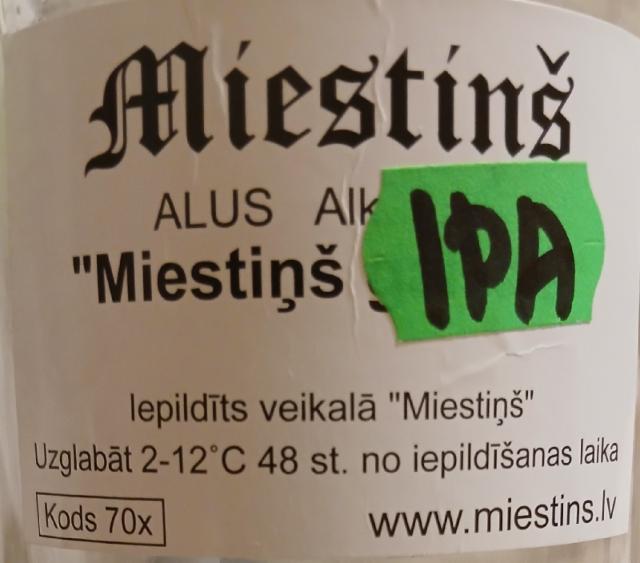 Miestiņš
ALUS Alk
IPA
"Miestiņš
Iepildīts veikalā "Miestiņš"
Uzglabāt 2-12°C 48 st. no iepildīšanas laika
Kods 70x
www.miestins.lv